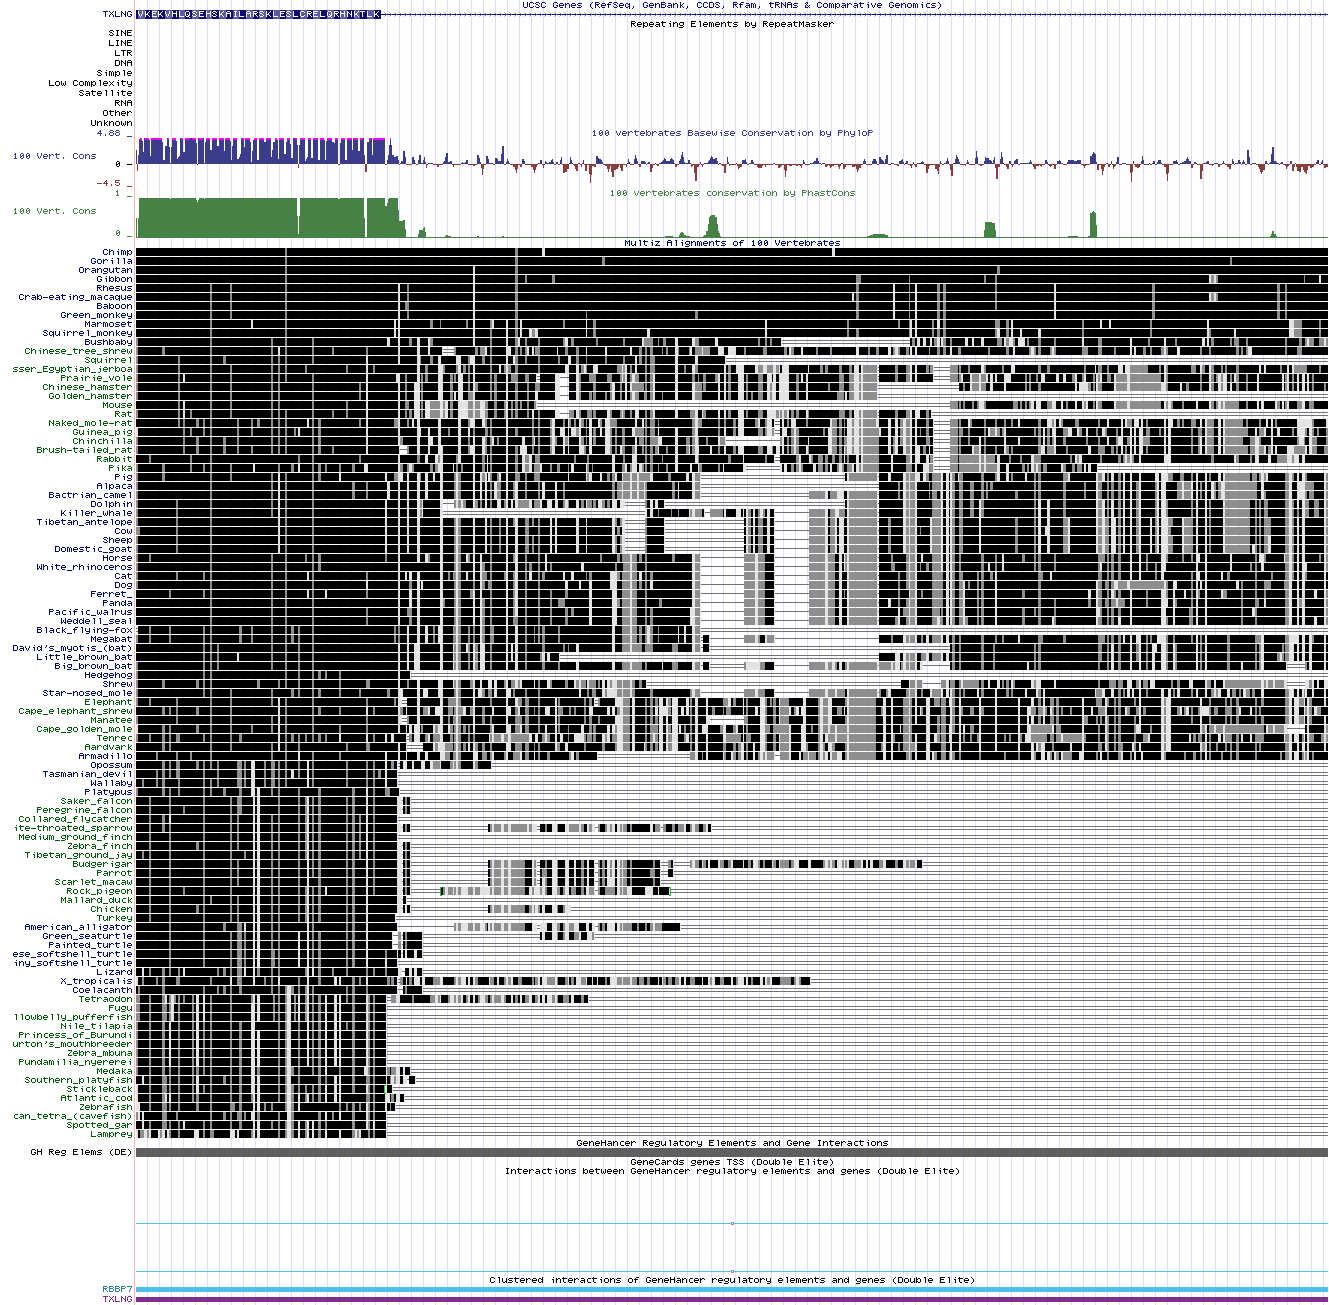 UCSC Genes (RefSeq, GenBank, CCDS, Rfam, tRNAs & Comparative Genomics)
TXLNG VKEKVHLQSEHSKAILARSKLESLCRELQRHNKTLK
Repeating Elements by RepeatMasker
SINE
LINE
LTR
DNA
Simple
Low Complexity
Satellite
RNA
Other
Unknown
100 vertebrates Basewise Conservation by PhyloP
4.88 _
100 Vert. Cons
0 -
-4.5 _
100 vertebrates conservation by PhastCons
1 _
100 Vert. Cons
0 _
Multiz Alignments of 100 Vertebrates
Chimp
Gorilla
Orangutan
Gibbon
Rhesus
Crab-eating_macaque
Baboon
Green_monkey
Marmoset
Squirrel_monkey
Bushbaby
Chinese_tree_shrew
Squirrel
sser_Egyptian_jerboa
Prairie_vole
Chinese_hamster
Golden_hamster
Mouse
Rat
Naked_mole-rat
Guinea_pig
Chinchilla
Brush-tailed_rat
Rabbit
Pika
Pig
Alpaca
Bactrian_camel
Dolphin
Killer_whale
Tibetan_antelope
Cow
Sheep
Domestic_goat
Horse
White_rhinoceros
Cat
Dog
Ferret_
Panda
Pacific_walrus
Weddell_seal
Black_flying-fox
Megabat
David's_myotis_(bat)
Little_brown_bat
Big_brown_bat
Hedgehog
Shrew
Star-nosed_mole
Elephant
Cape_elephant_shrew
Manatee
Cape_golden_mole
Tenrec
Aardvark
Armadillo
Opossum
Tasmanian_devil
Wallaby
Platypus
Saker_falcon
Peregrine_falcon
Collared_flycatcher
ite-throated_sparrow
Medium_ground_finch
Zebra_finch
Tibetan_ground_jay
Budgerigar
Parrot
Scarlet_macaw
Rock_pigeon
Mallard_duck
Chicken
Turkey
American_alligator
Green_seaturtle
Painted_turtle
ese_softshell_turtle
iny_softshell_turtle
Lizard
X_tropicalis
Coelacanth
Tetraodon
Fugu
llowbelly_pufferfish
Nile_tilapia
Princess_of_Burundi
urton's_mouthbreeder
Zebra_mbuna
Pundamilia_nyererei
Medaka
Southern_platyfish
Stickleback
Atlantic_cod
Zebrafish
can_tetra_(cavefish)
Spotted_gar
Lamprey
GeneHancer Regulatory Elements and Gene Interactions
GH Reg Elems (DE)
GeneCards genes TSS (Double Elite)
Interactions between GeneHancer regulatory elements and genes (Double Elite)
Clustered interactions of GeneHancer regulatory elements and genes (Double Elite)
RBBP7
TXLNG